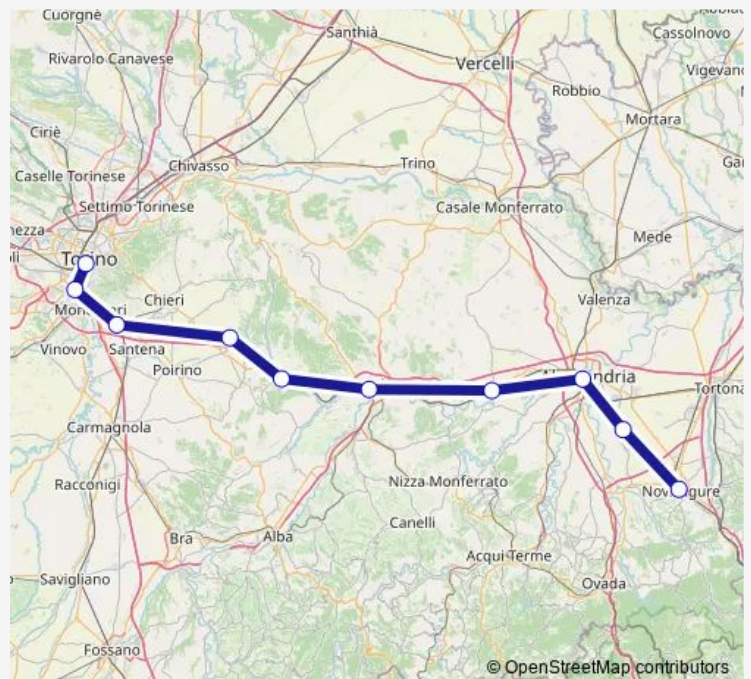 Cuorgnè
Santhià
Cassolnovo
Rivarolo Canavese
Vercelli
Robbio
Mortara
Ciriè
Chivasso
Trino
Caselle Torinese
Settimo Torinese
Casale Monferrato
Mede
Torino
Chieri
Valenza
Vinovo
Santena
Poirino
Tortona
Carmagnola
Racconigi
Nizza Monferrato
Canelli
Bra
Alba
Acqui Terme
Ovada
Savigliano
Fossano
© OpenStreetMap contributors